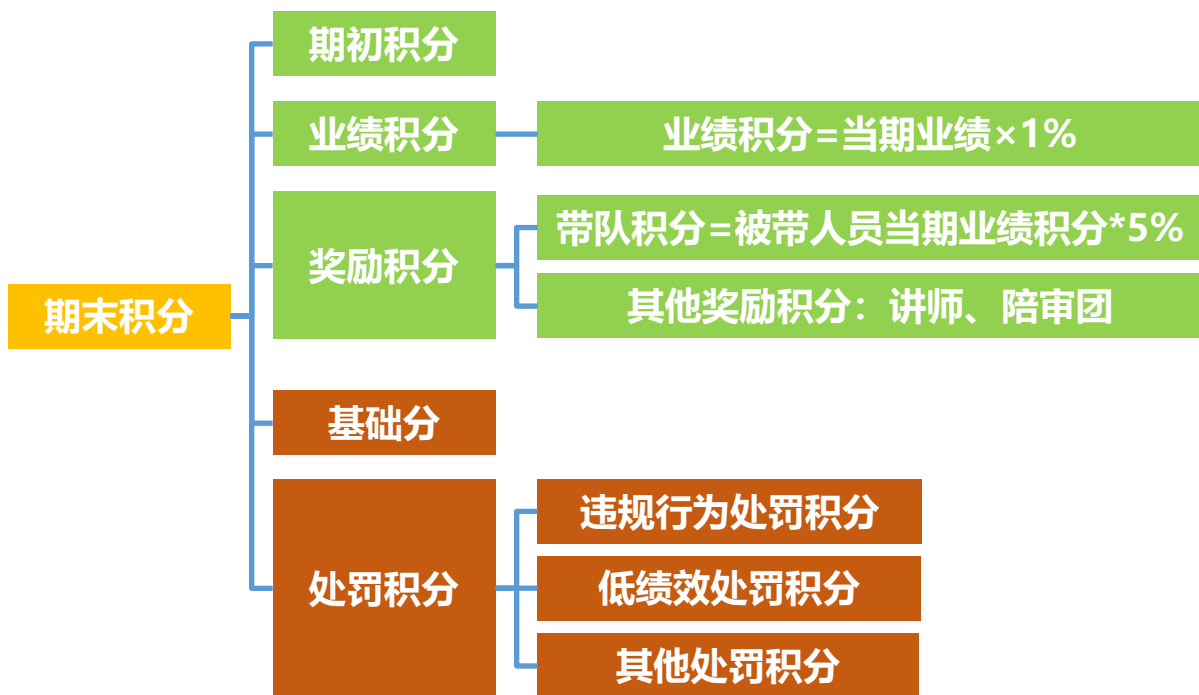 期初积分
业绩积分
业绩积分=当期业绩×1%
奖励积分
带队积分=被带人员当期业绩积分*5%
其他奖励积分：讲师、陪审团
期末积分
基础分
处罚积分
违规行为处罚积分
低绩效处罚积分
其他处罚积分